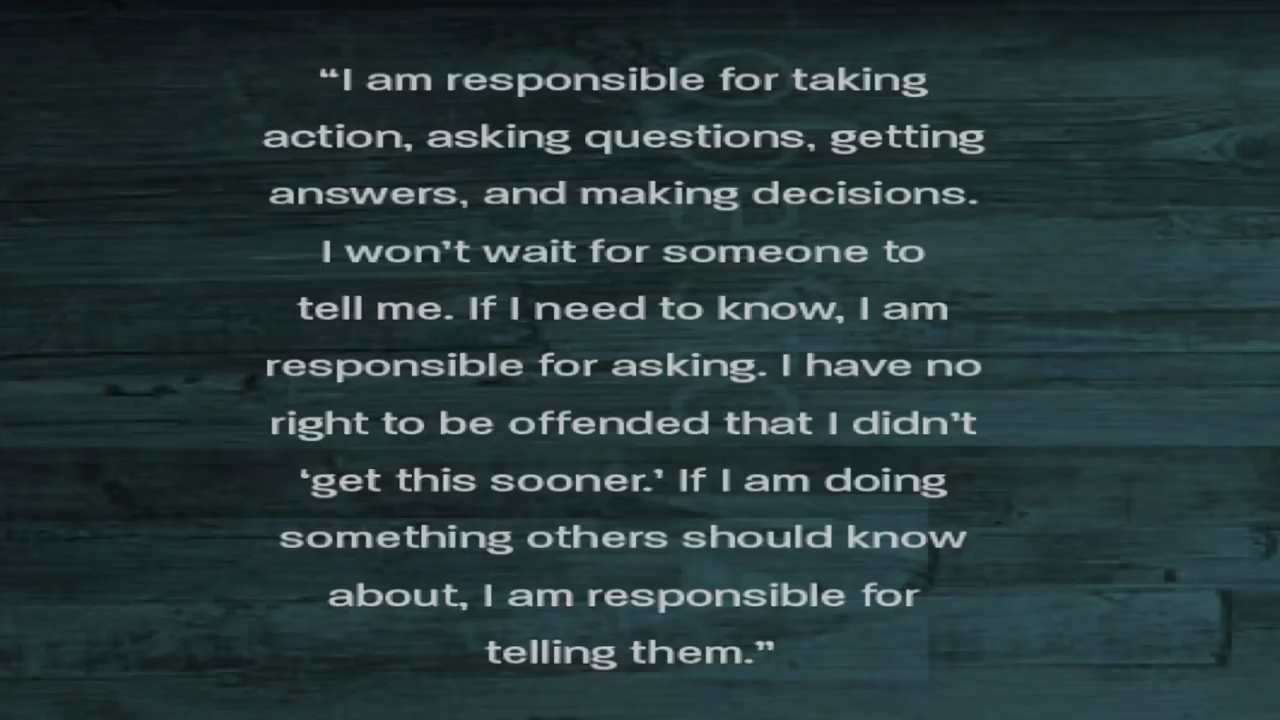 “I am responsible for taking
action, asking questions, getting
answers, and making decisions.
I won’t wait for someone to
tell me. If I need to know, I am
responsible for asking. I have no
right to be offended that I didn’t
‘get this sooner.’ If I am doing
something others should know
about, I am responsible for
telling them.”